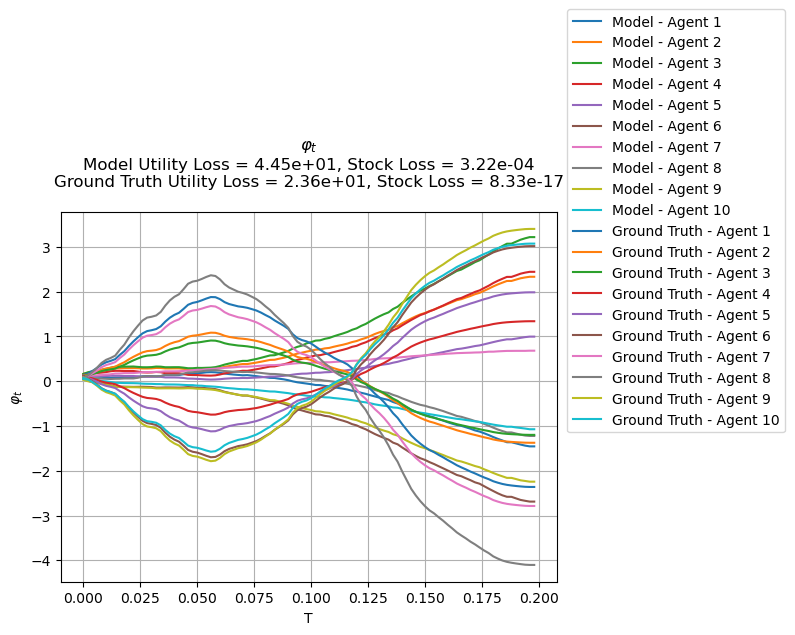 φt
Model Utility Loss = 4.45e+01, Stock Loss = 3.22e-04
Ground Truth Utility Loss = 2.36e+01, Stock Loss = 8.33e-17
φt
3
2
1
0
−1
−2
−3
−4
0.000 0.025 0.050 0.075 0.100 0.125 0.150 0.175 0.200
T
Model - Agent 1
Model - Agent 2
Model - Agent 3
Model - Agent 4
Model - Agent 5
Model - Agent 6
Model - Agent 7
Model - Agent 8
Model - Agent 9
Model - Agent 10
Ground Truth - Agent 1
Ground Truth - Agent 2
Ground Truth - Agent 3
Ground Truth - Agent 4
Ground Truth - Agent 5
Ground Truth - Agent 6
Ground Truth - Agent 7
Ground Truth - Agent 8
Ground Truth - Agent 9
Ground Truth - Agent 10